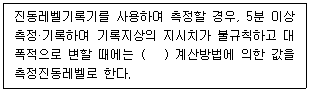 진동레벨기록기를 사용하여 측정할 경우, 5분 이상
측정·기록하여 기록지상의 지시치가 불규칙하고 대
폭적으로 변할 때에는 (   ) 계산방법에 의한 값을
측정진동레벨로 한다.